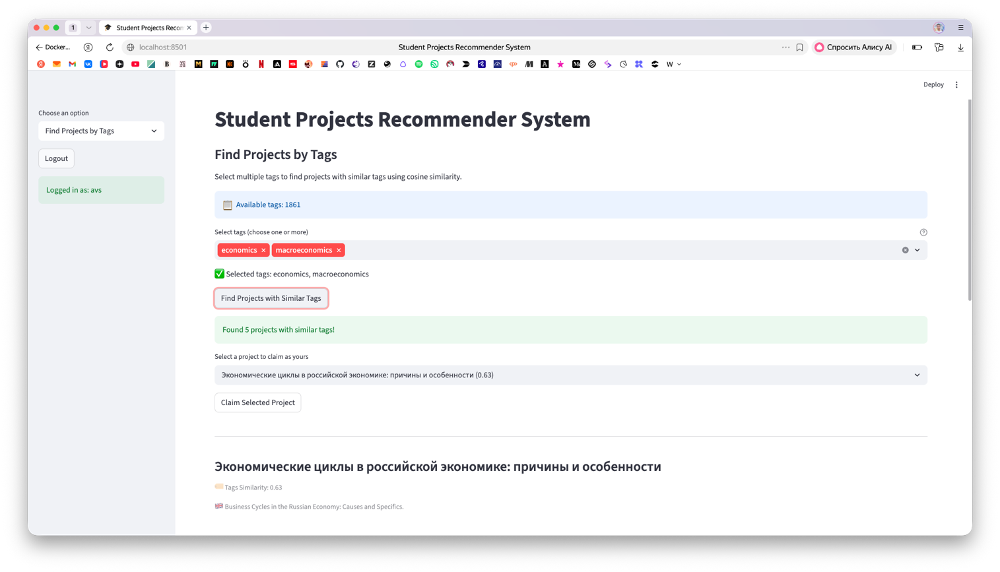 1
Student Projects Recom
Docker...
localhost:8501
Student Projects Recommender System
Спросить Алису AI
W
Deploy
Choose an option
Find Projects by Tags
Logout
Logged in as: avs
Student Projects Recommender System
Find Projects by Tags
Select multiple tags to find projects with similar tags using cosine similarity.
Available tags: 1861
Select tags (choose one or more)
economics
macroeconomics
Selected tags: economics, macroeconomics
Find Projects with Similar Tags
Found 5 projects with similar tags!
Select a project to claim as yours
Экономические циклы в российской экономике: причины и особенности (0.63)
Claim Selected Project
Экономические циклы в российской экономике: причины и особенности
Tags Similarity: 0.63
Business Cycles in the Russian Economy: Causes and Specifics.